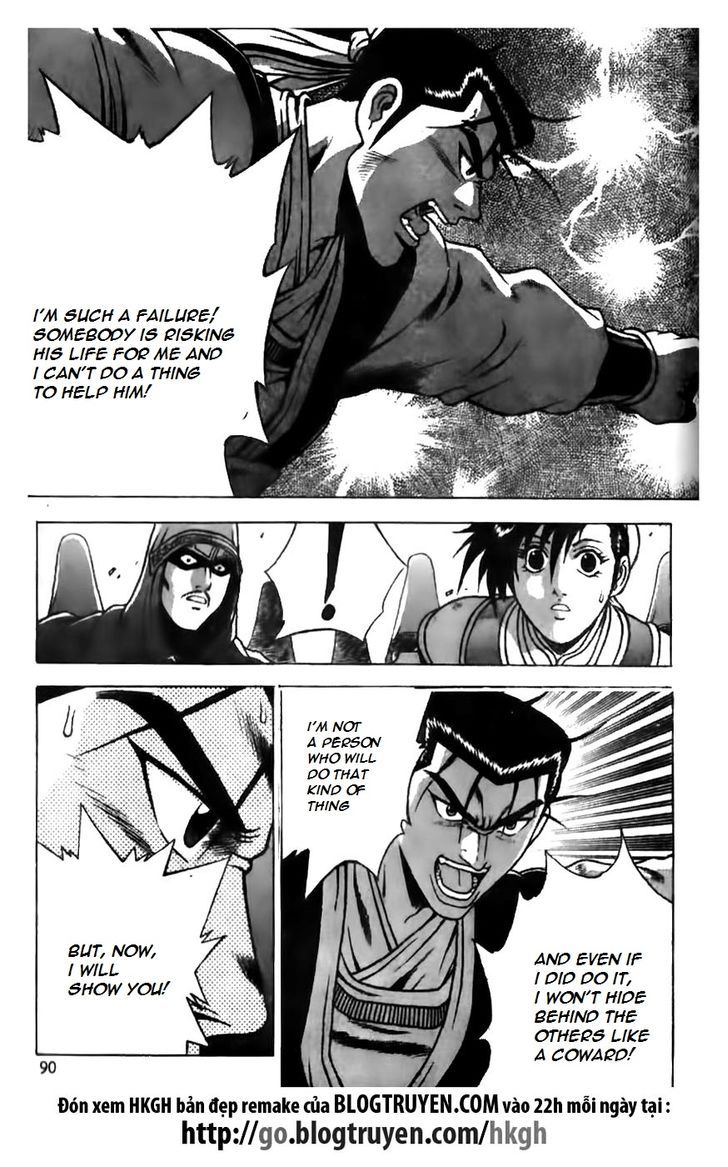 I'M SUCH A FAILURE!
SOMEBODY IS RISKING
HIS LIFE FOR ME AND
I CAN'T DO A THING
TO HELP HIM!
!
I'M NOT
A PERSON
WHO WILL
DO THAT
KIND OF
THING
AND EVEN IF
I DID DO IT,
I WON'T HIDE
BEHIND THE
OTHERS LIKE
A COWARD!
BUT, NOW,
I WILL
SHOW YOU!
90
Đón xem HKGH bản đẹp remake của BLOGTRUYEN.COM vào 22h mỗi ngày tại :
http://go.blogtruyen.com/hkgh